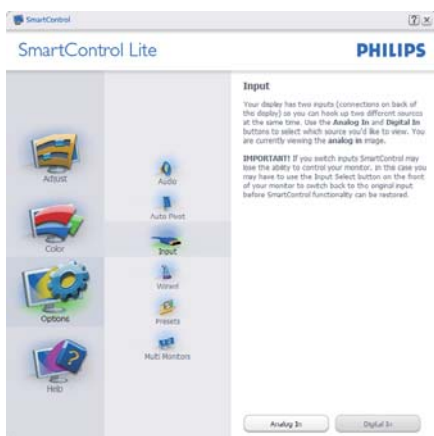 SmartControl
SmartControl Lite
PHILIPS
Adjust
Color
Options
Help
Audio
Auto Pivot
Input
Wizard
Presets
Multi Monitors
Input
Your display has two inputs (connections on back of
the display) so you can hook up two different sources
at the same time. Use the Analog In and Digital In
buttons to select which source you'd like to view. You
are currently viewing the analog in image.
IMPORTANT! If you switch inputs SmartControl may
lose the ability to control your monitor. In the case you
may have to use the Input Select button on the front
of your monitor to switch back to the original input
before SmartControl functionality can be restored.
Analog In
Digital In